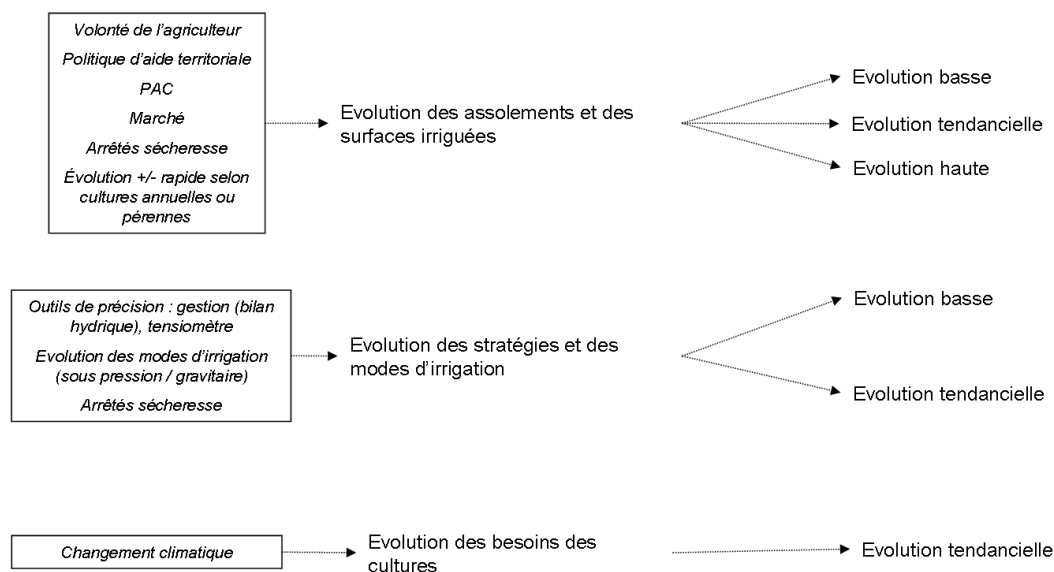 Volonté de l'agriculteur
Politique d'aide territoriale
PAC
Marché
Arrêtés sécheresse
Évolution +/- rapide selon
cultures annuelles ou
pérennes
Evolution des assolements et des
surfaces irriguées
Evolution basse
Evolution tendancielle
Evolution haute
Outils de précision : gestion (bilan
hydrique), tensiomètre
Evolution des modes d'irrigation
(sous pression / gravitaire)
Arrêtés sécheresse
Evolution des stratégies et des
modes d'irrigation
Evolution basse
Evolution tendancielle
Changement climatique
Evolution des besoins des
cultures
Evolution tendancielle